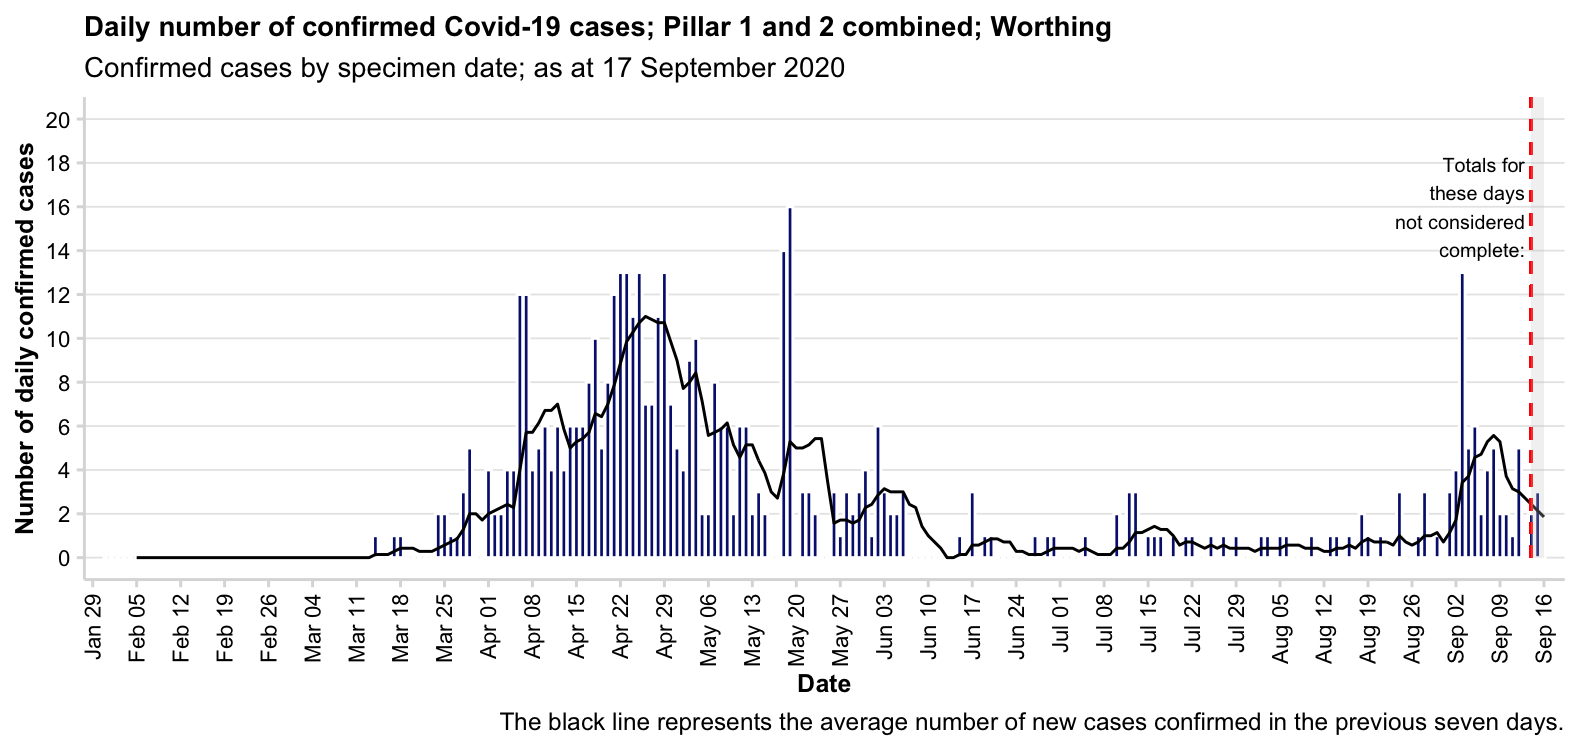 Daily number of confirmed Covid-19 cases; Pillar 1 and 2 combined; Worthing
Confirmed cases by specimen date; as at 17 September 2020
Number of daily confirmed cases
20
18
16
14
12
10
8
6
4
2
0
Totals for
these days
not considered
complete:
Jan 29
Feb 05
Feb 12
Feb 19
Feb 26
Mar 04
Mar 11
Mar 18
Mar 25
Apr 01
Apr 08
Apr 15
Apr 22
Apr 29
May 06
May 13
May 20
May 27
Jun 03
Jun 10
Jun 17
Jun 24
Jul 01
Jul 08
Jul 15
Jul 22
Jul 29
Aug 05
Aug 12
Aug 19
Aug 26
Sep 02
Sep 09
Sep 16
Date
The black line represents the average number of new cases confirmed in the previous seven days.